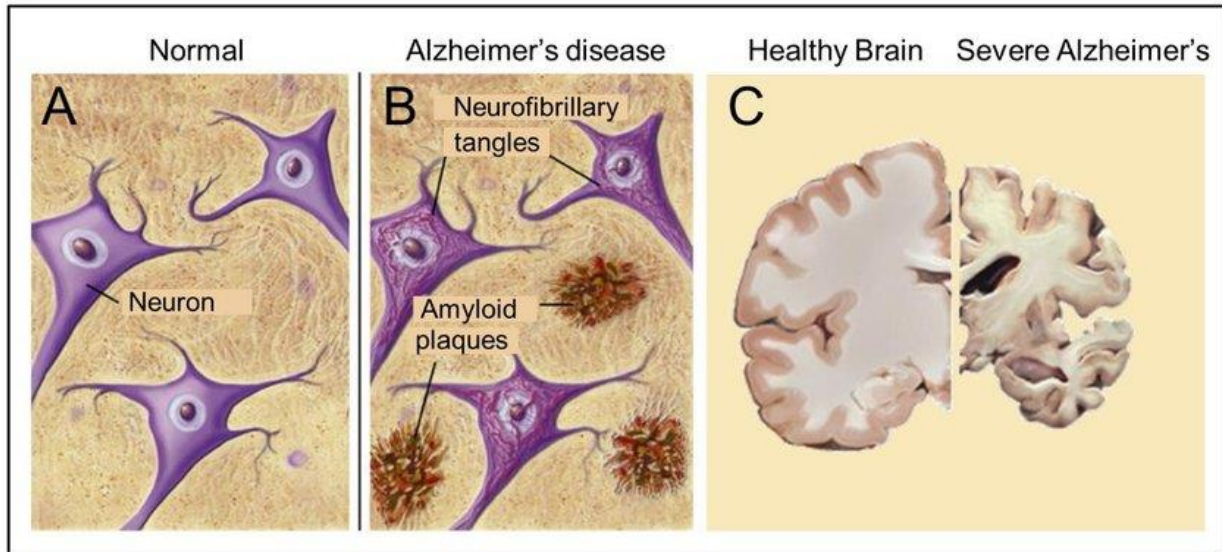 Normal
Alzheimer's disease
Healthy Brain
Severe Alzheimer's
A
Neuron
B
Neurofibrillary
tangles
Amyloid
plaques
C